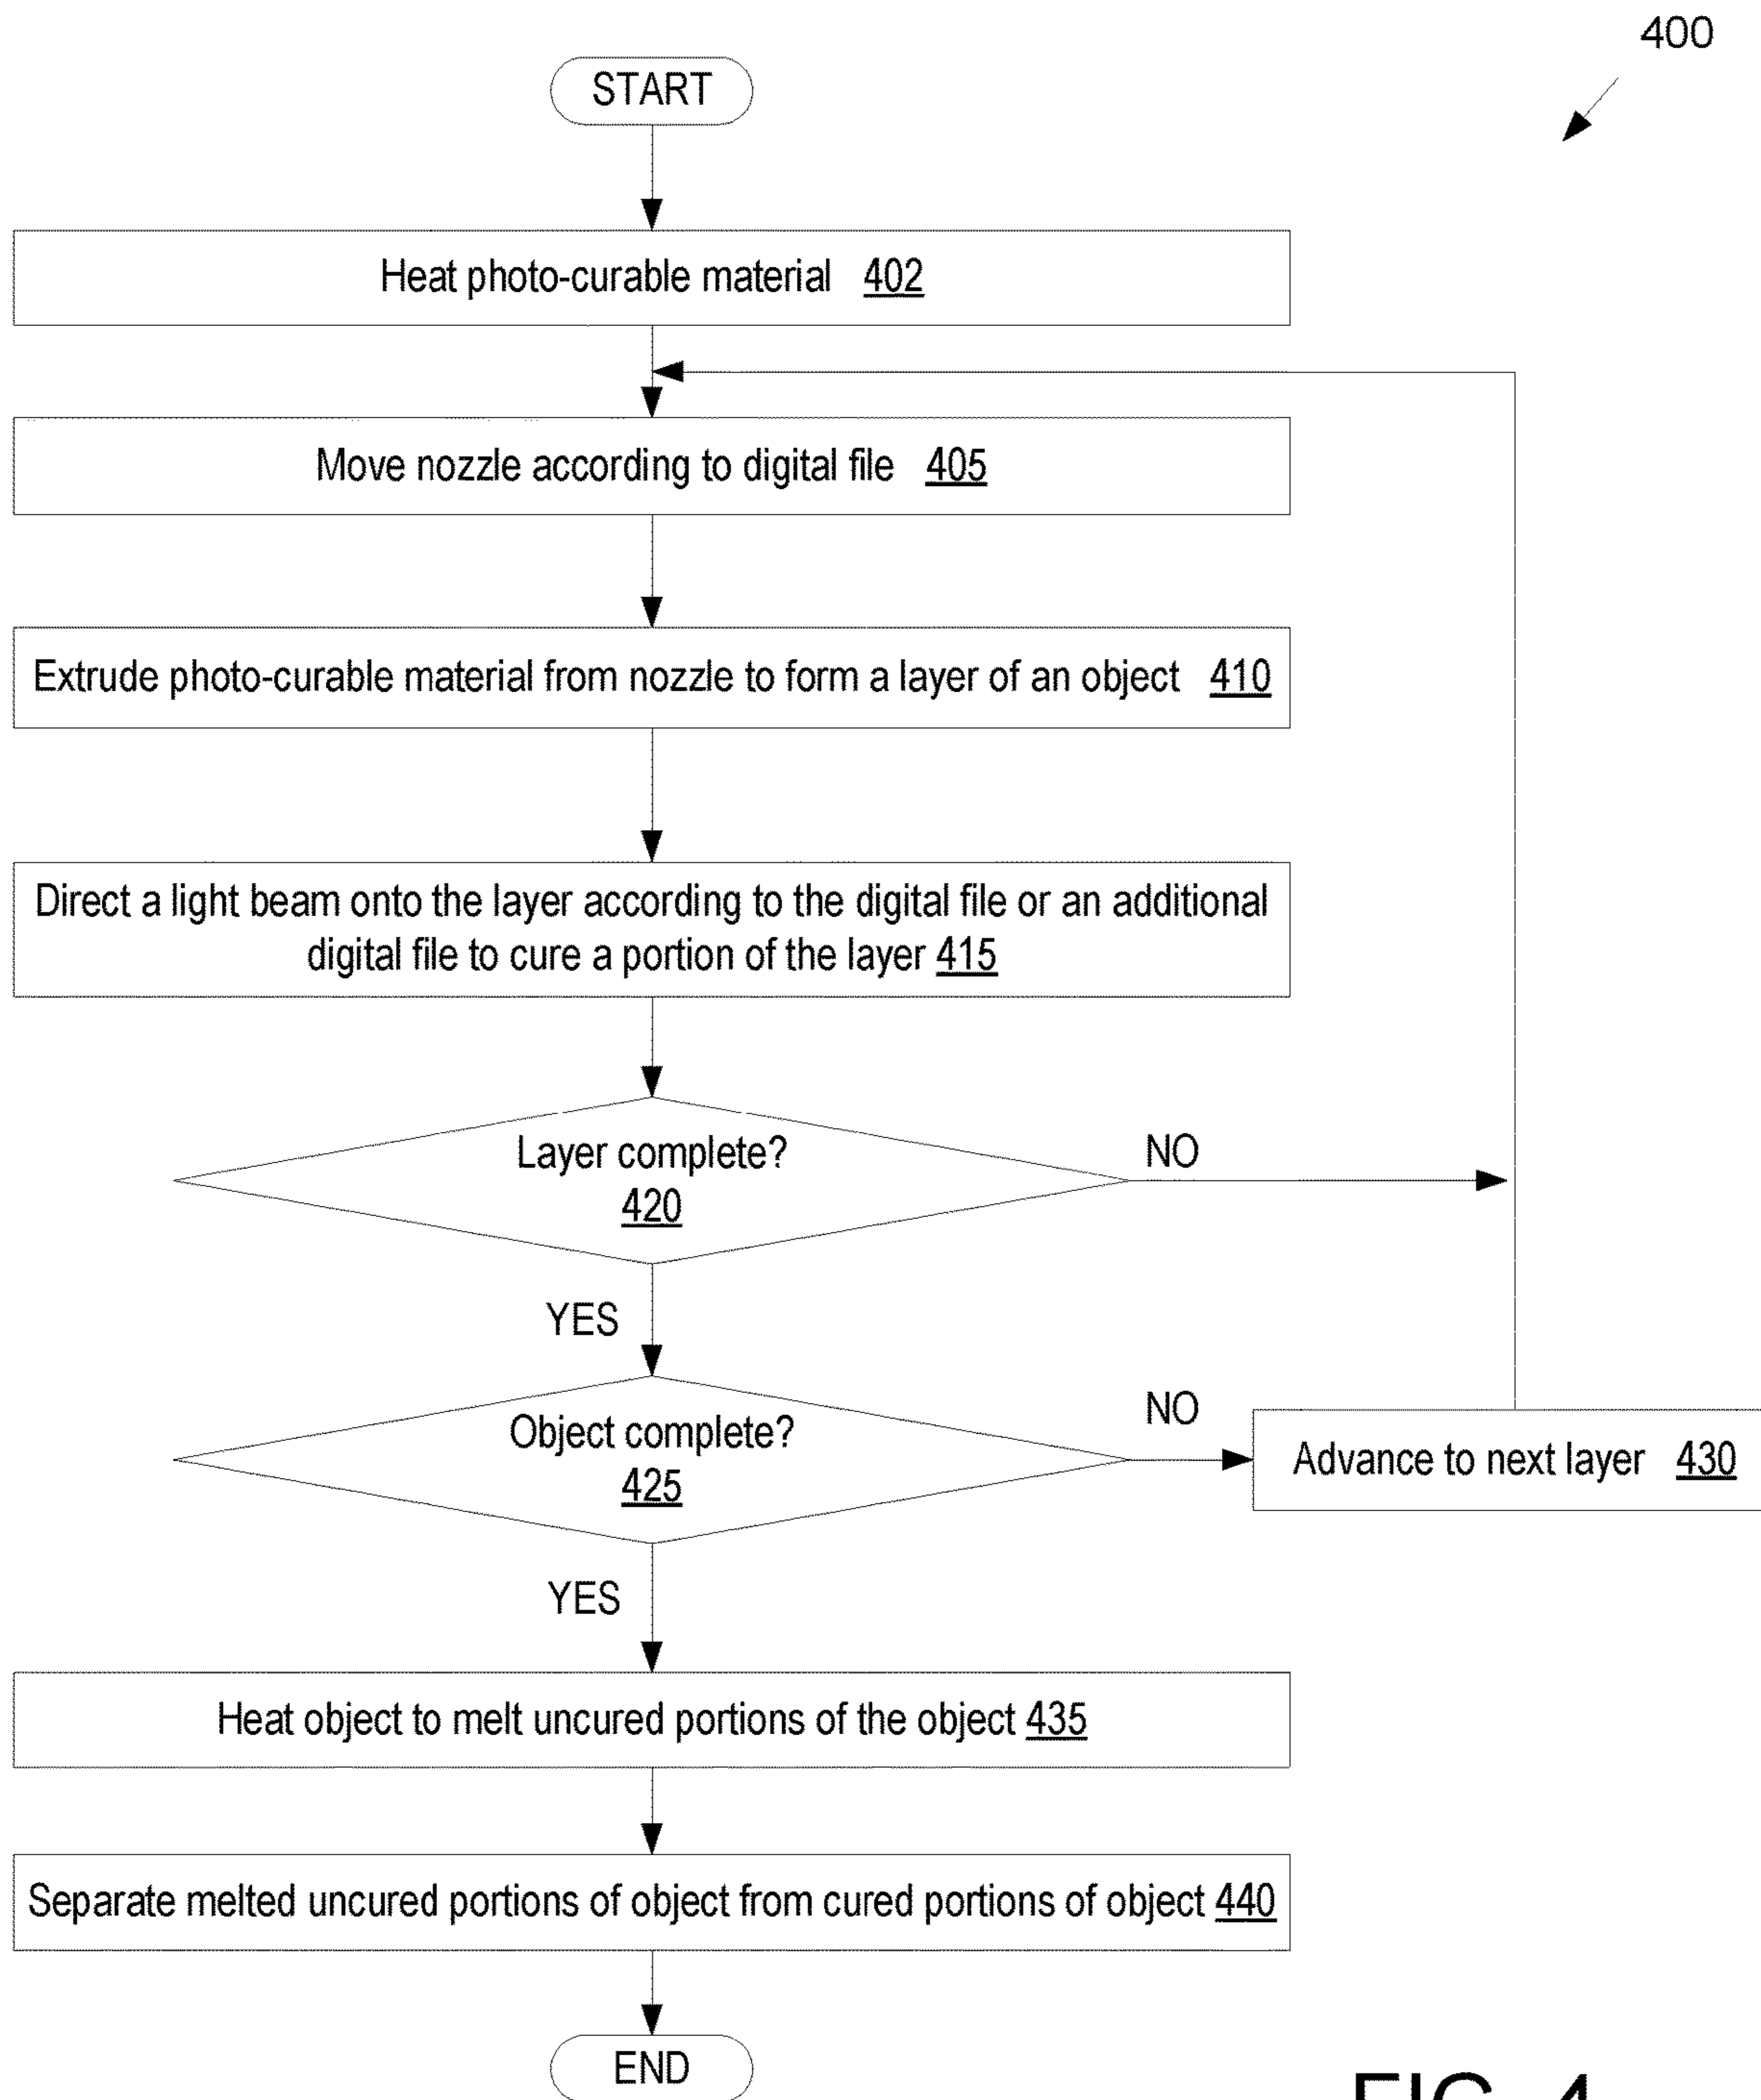 400
START
Heat photo-curable material 402
Move nozzle according to digital file 405
Extrude photo-curable material from nozzle to form a layer of an object 410
Direct a light beam onto the layer according to the digital file or an additional
digital file to cure a portion of the layer 415
Layer complete?
420
NO
YES
Object complete?
425
NO
Advance to next layer 430
YES
Heat object to melt uncured portions of the object 435
Separate melted uncured portions of object from cured portions of object 440
END
FIG. 4